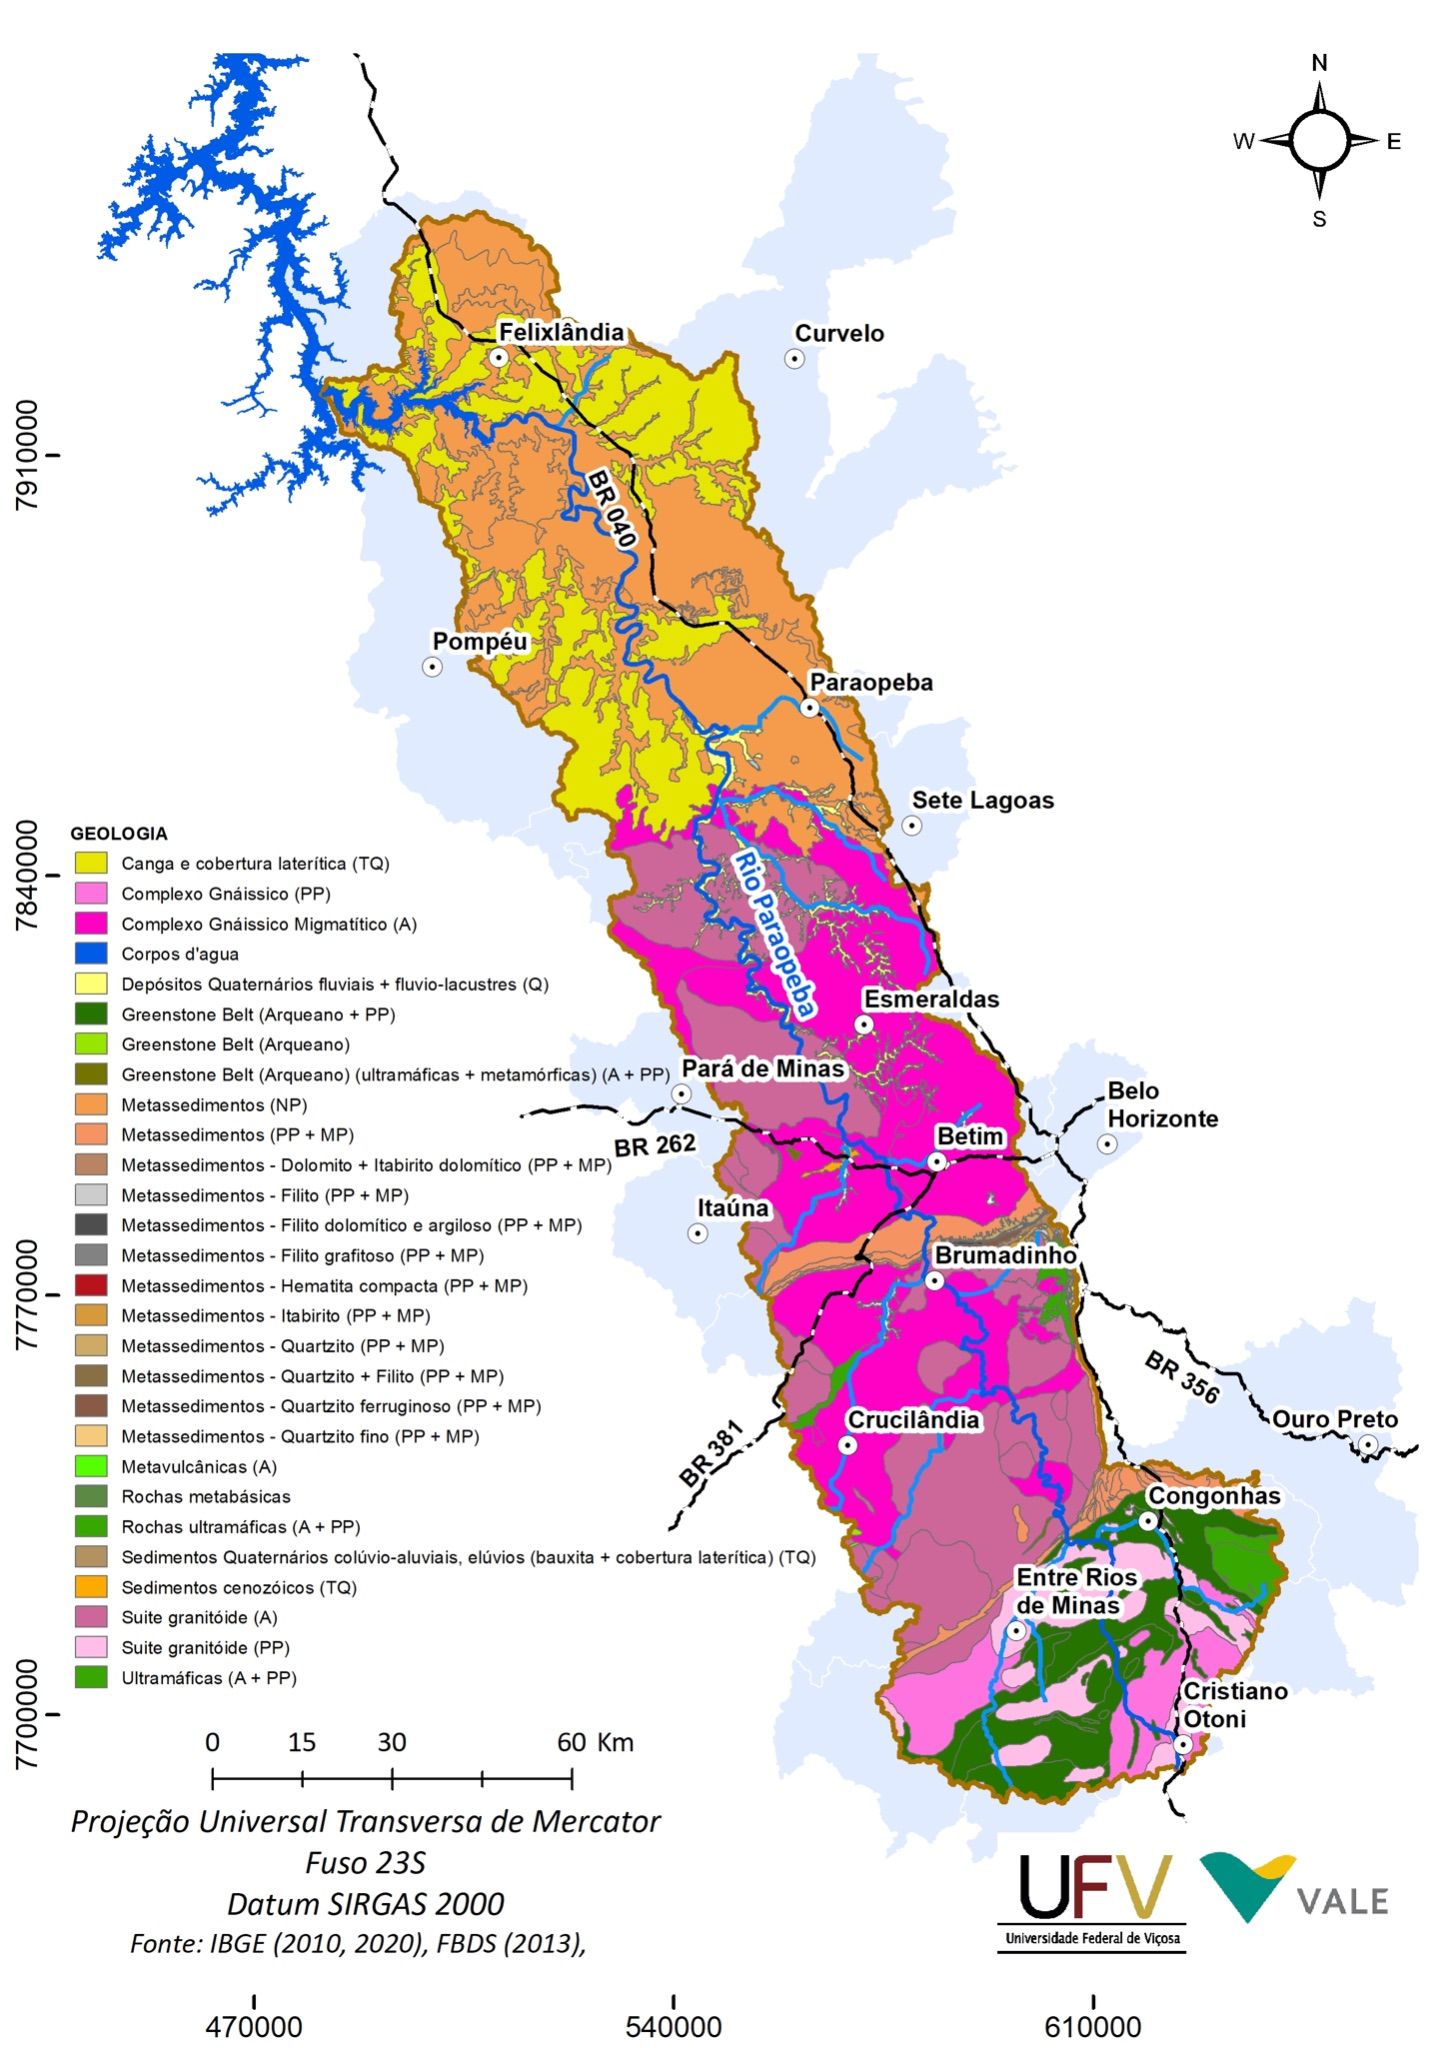 N
W
E
S
Felixlândia
Curvelo
7910000
BR 040
Pompéu
Paraopeba
Sete Lagoas
7840000
GEOLOGIA
Canga e cobertura laterítica (TQ)
Complexo Gnáissico (PP)
Complexo Gnáissico Migmatítico (A)
Corpos d'agua
Depósitos Quaternários fluviais + fluvio-lacustres (Q)
Greenstone Belt (Arqueano + PP)
Greenstone Belt (Arqueano)
Greenstone Belt (Arqueano) (ultramáficas + metamórficas) (A + PP)
Metassedimentos (NP)
Metassedimentos (PP + MP)
Metassedimentos - Dolomito + Itabirito dolomítico (PP + MP)
Metassedimentos - Filito (PP + MP)
Metassedimentos - Filito dolomítico e argiloso (PP + MP)
Metassedimentos - Filito grafitoso (PP + MP)
Metassedimentos - Hematita compacta (PP + MP)
Metassedimentos - Itabirito (PP + MP)
Metassedimentos - Quartzito (PP + MP)
Metassedimentos - Quartzito + Filito (PP + MP)
Metassedimentos - Quartzito ferruginoso (PP + MP)
Metassedimentos - Quartzito fino (PP + MP)
Metavulcânicas (A)
Rochas metabásicas
Rochas ultramáficas (A + PP)
Sedimentos Quaternários colúvio-aluviais, elúvios (bauxita + cobertura laterítica) (TQ)
Sedimentos cenozóicos (TQ)
Suite granitóide (A)
Suite granitóide (PP)
Ultramáficas (A + PP)
Rio Paraopeba
Esmeraldas
Pará de Minas
Belo
Horizonte
BR 262
Betim
Itaúna
Brumadinho
7770000
BR 356
Ouro Preto
Crucilândia
BR 381
Congonhas
Entre Rios
de Minas
Cristiano
Otoni
7700000
0 15 30 60 Km
Projeção Universal Transversa de Mercator
Fuso 23S
Datum SIRGAS 2000
Fonte: IBGE (2010, 2020), FBDS (2013),
UFV
Universidade Federal de Viçosa
VALE
470000 540000 610000